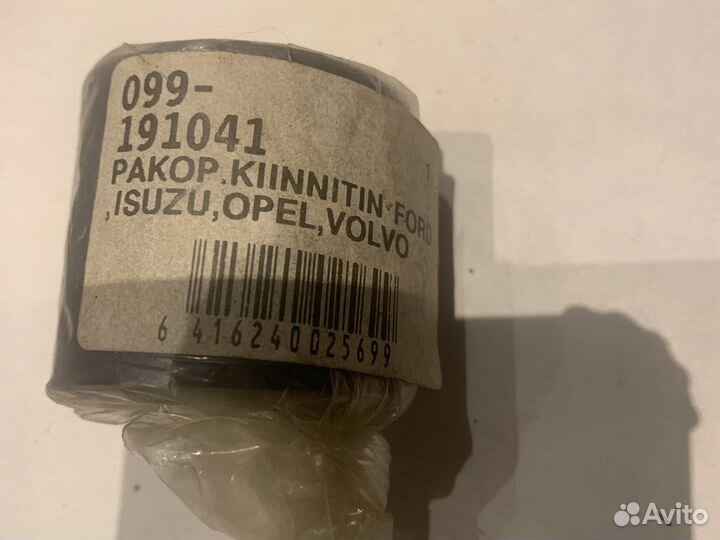 099-
191041
PAKOP.KIINNITIN FORD
,ISUZU,OPEL,VOLVO
6 416240 025699
Avito